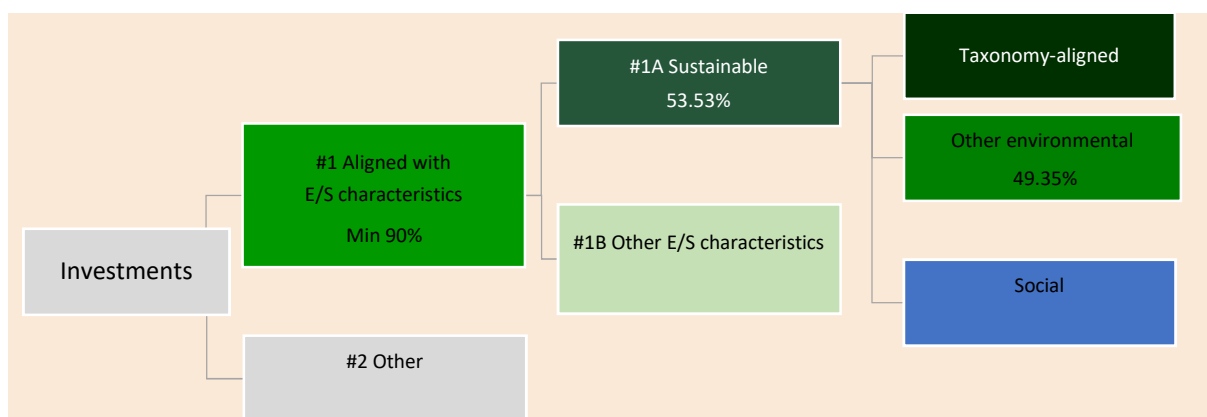 Investments
#1 Aligned with
E/S characteristics
Min 90%
#2 Other
#1A Sustainable
53.53%
#1B Other E/S characteristics
Taxonomy-aligned
Other environmental
49.35%
Social